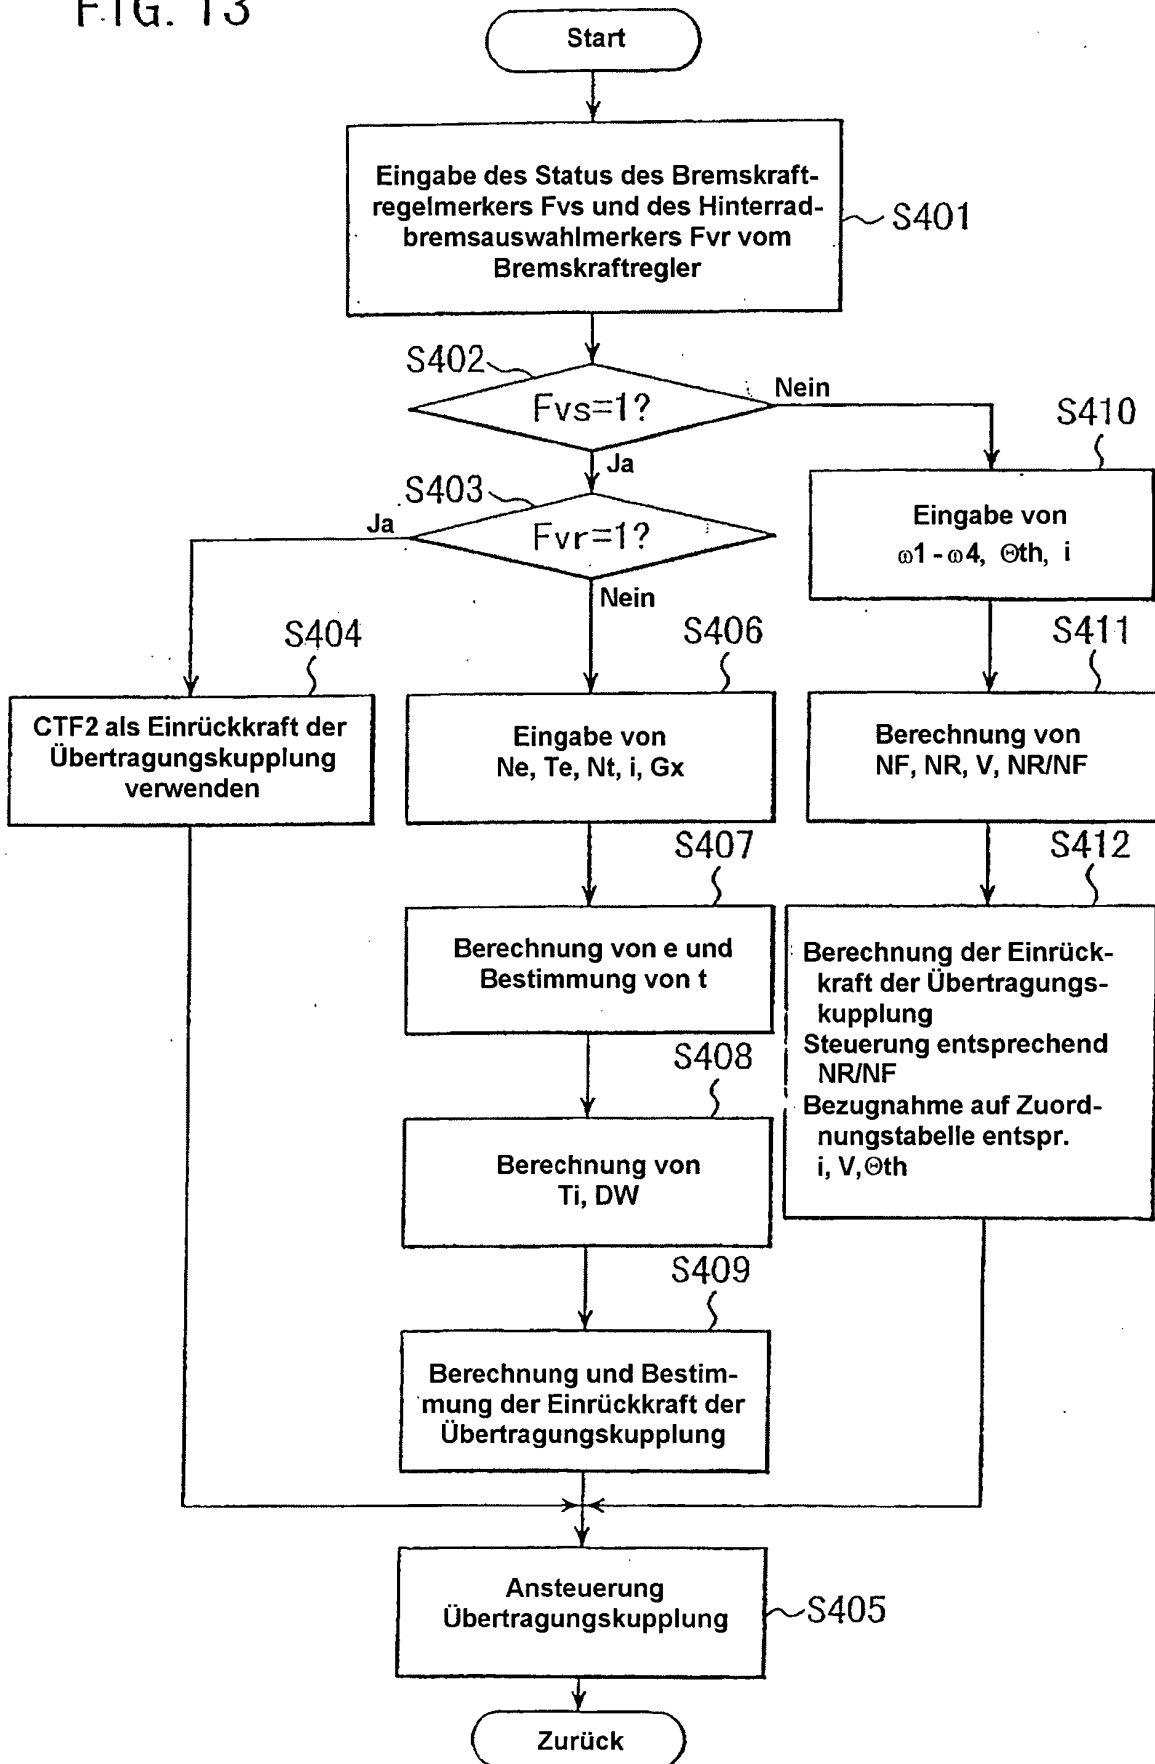 FIG. 13
Start
Eingabe des Status des Bremskraft-
regelmerkers Fvs und des Hinterrad-
bremsauswahlmerkers Fvr vom
Bremskraftregler
S401
S402
Fvs=1?
Nein
Ja
S410
Eingabe von
ω1 - ω4, Θth, i
S403
Fvr=1?
Ja
Nein
S404
CTF2 als Einrückkraft der
Übertragungskupplung
verwenden
S406
Eingabe von
Ne, Te, Nt, i, Gx
S411
Berechnung von
NF, NR, V, NR/NF
S407
Berechnung von e und
Bestimmung von t
S412
Berechnung der Einrück-
kraft der Übertragungs-
kupplung
Steuerung entsprechend
NR/NF
Bezugnahme auf Zuord-
nungstabelle entspr.
i, V,Θth
S408
Berechnung von
Ti, DW
S409
Berechnung und Bestim-
mung der Einrückkraft der
Übertragungskupplung
Ansteuerung
Übertragungskupplung
S405
Zurück